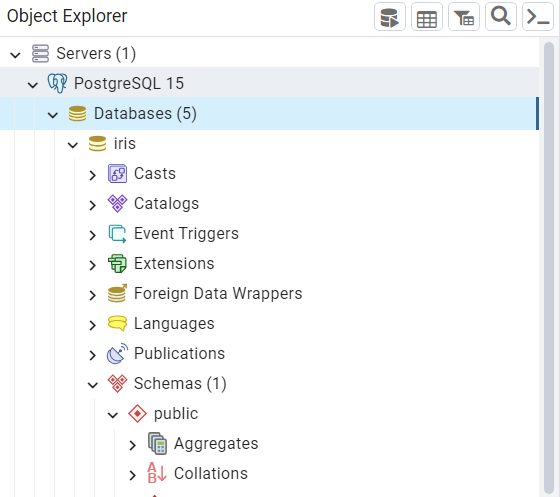 Object Explorer
Servers (1)
PostgreSQL 15
Databases (5)
iris
Casts
Catalogs
Event Triggers
Extensions
Foreign Data Wrappers
Languages
Publications
Schemas (1)
public
Aggregates
Collations